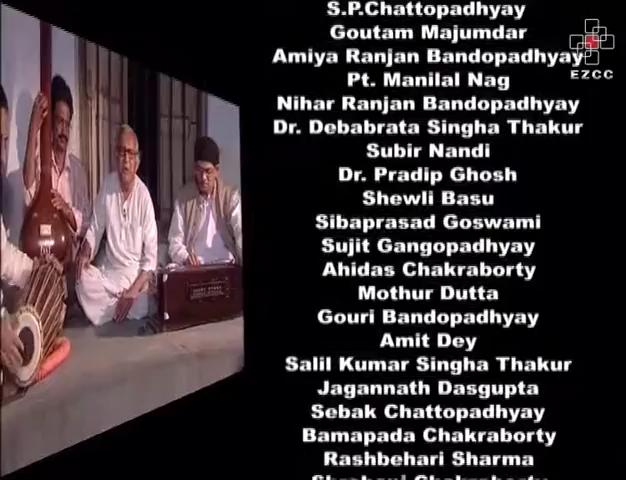 S.P.Chattopadhyay
Goutam Majumdar
EZCC
Amiya Ranjan Bandopadhyay
Pt. Manilal Nag
Nihar Ranjan Bandopadhyay
Dr. Debabrata Singha Thakur
Subir Nandi
Dr. Pradip Ghosh
Shewli Basu
Sibaprasad Goswami
Sujit Gangopadhyay
Ahidas Chakraborty
Mothur Dutta
Gouri Bandopadhyay
Amit Dey
Salil Kumar Singha Thakur
Jagannath Dasgupta
Sebak Chattopadhyay
Bamapada Chakraborty
Rashbehari Sharma